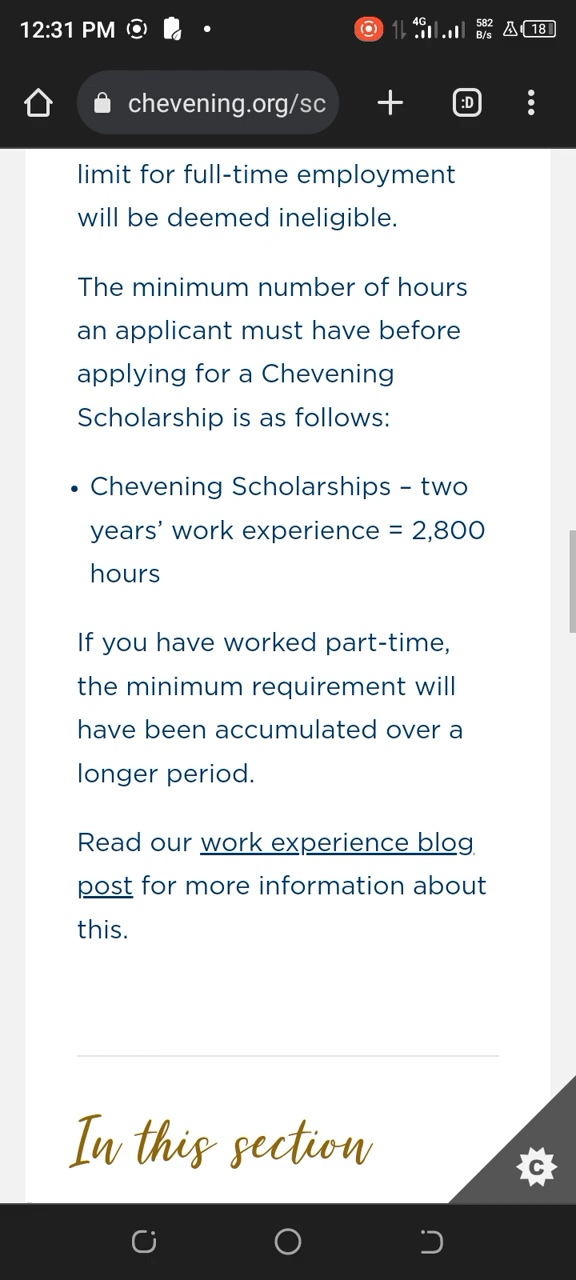 12:31 PM
4G
582
B/s
18
chevening.org/sc
:D
limit for full-time employment
will be deemed ineligible.
The minimum number of hours
an applicant must have before
applying for a Chevening
Scholarship is as follows:
• Chevening Scholarships – two
years’ work experience = 2,800
hours
If you have worked part-time,
the minimum requirement will
have been accumulated over a
longer period.
Read our work experience blog
post for more information about
this.
In this section
C